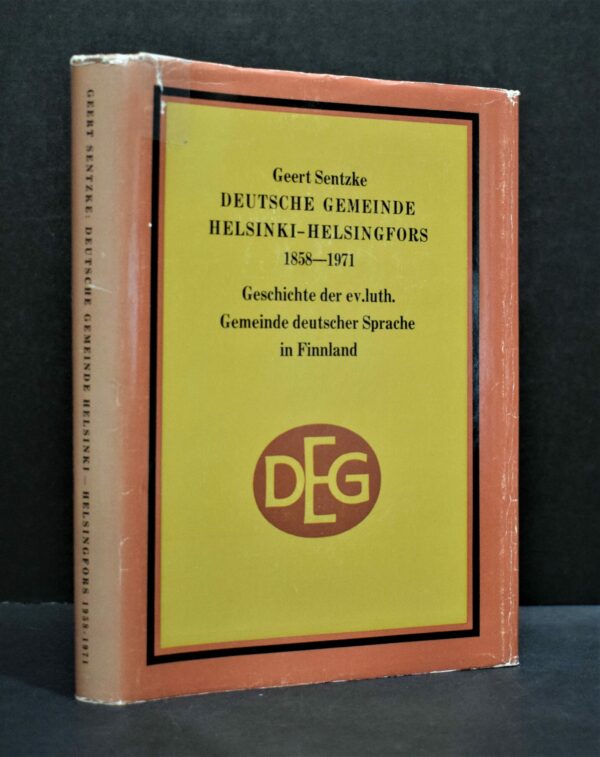 GEERT SENTZKE: DEUTSCHE GEMEINDE HELSINKI — HELSINGFORS 1958-1971
Geert Sentzke
DEUTSCHE GEMEINDE
HELSINKI-HELSINGFORS
1858—1971
Geschichte der ev.luth.
Gemeinde deutscher Sprache
in Finnland
DEG